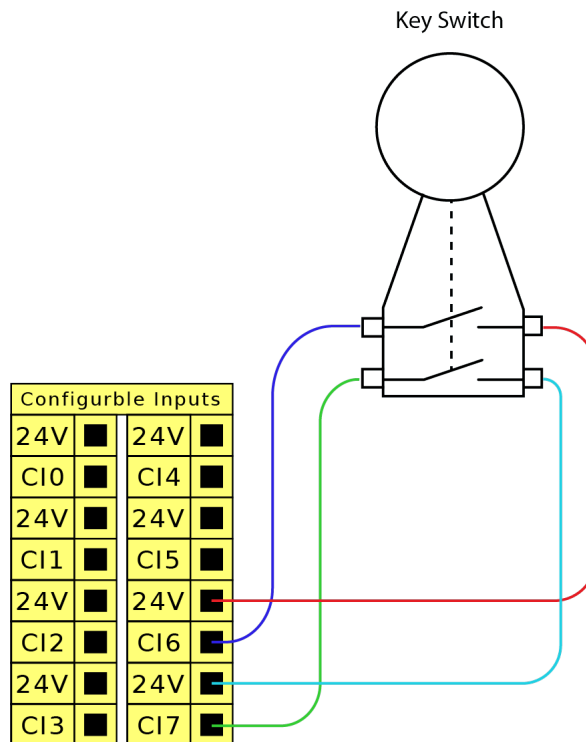 Key Switch
Configurble Inputs
24V 24V
CI0 CI4
24V 24V
CI1 CI5
24V 24V
CI2 CI6
24V 24V
CI3 CI7